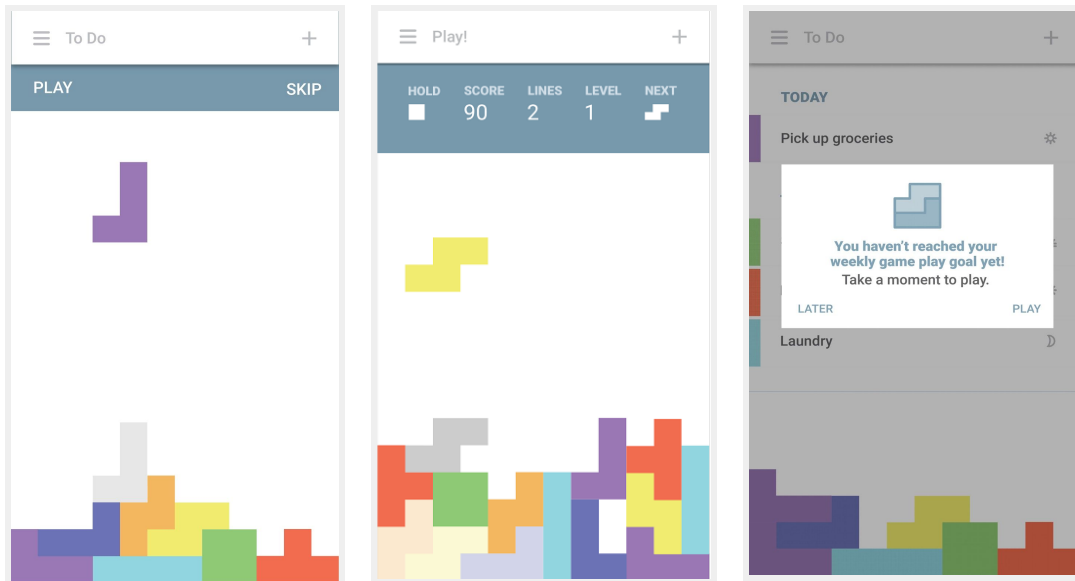 To Do
PLAY SKIP
Play!
HOLD SCORE LINES LEVEL NEXT
90 2 1
To Do
TODAY
Pick up groceries
You haven't reached your
weekly game play goal yet!
Take a moment to play.
LATER PLAY
Laundry